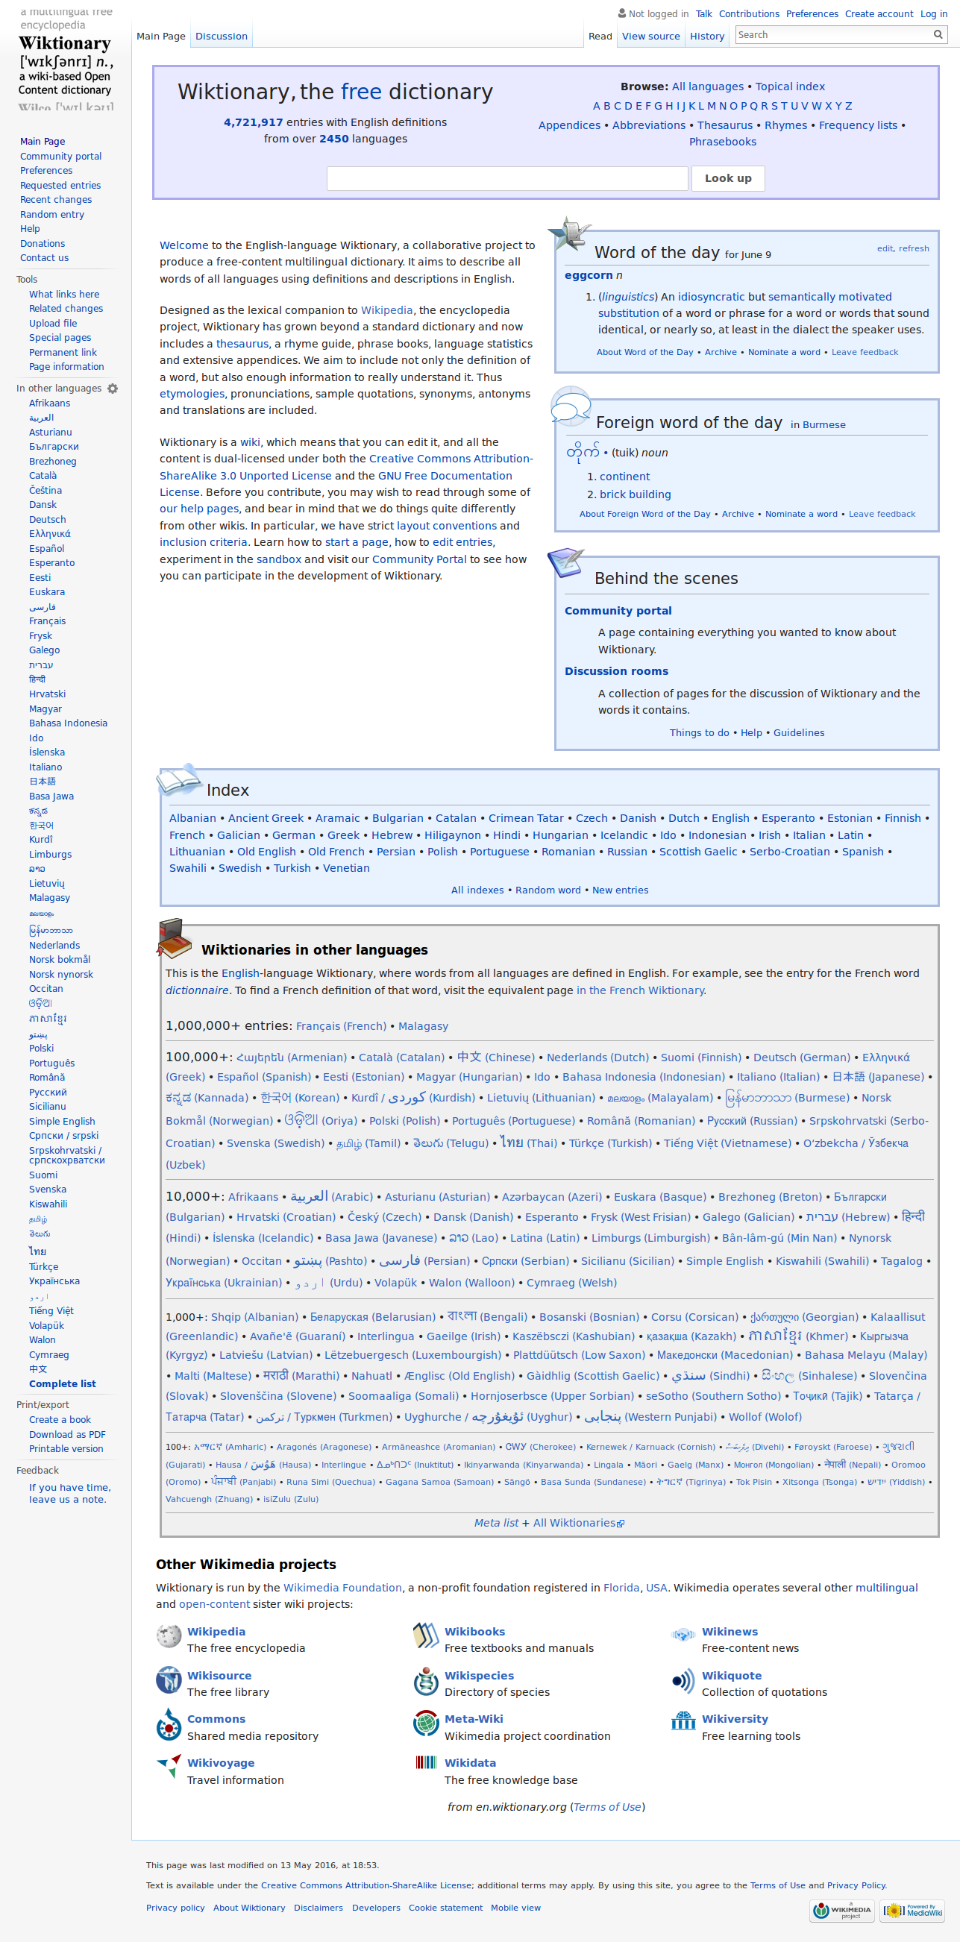 a multilingual free
encyclopedia
Wiktionary
['wɪkʃənrɪ] n.,
a wiki-based Open
Content dictionary
Not logged in Talk Contributions Preferences Create account Log in
Main Page Discussion Read View source History Search
Wiktionary, the free dictionary
4,721,917 entries with English definitions
from over 2450 languages
Browse: All languages • Topical index
A B C D E F G H I J K L M N O P Q R S T U V W X Y Z
Appendices • Abbreviations • Thesaurus • Rhymes • Frequency lists •
Phrasebooks
Look up
Main Page
Community portal
Preferences
Requested entries
Recent changes
Random entry
Help
Donations
Contact us
Tools
What links here
Related changes
Upload file
Special pages
Permanent link
Page information
In other languages
Afrikaans
العربية
Asturianu
Български
Brezhoneg
Català
Čeština
Dansk
Deutsch
Ελληνικά
Español
Esperanto
Eesti
Euskara
فارسی
Français
Frysk
Galego
עברית
हिन्दी
Hrvatski
Magyar
Bahasa Indonesia
Ido
Íslenska
Italiano
日本語
Basa Jawa
ಕನ್ನಡ
한국어
Kurdî
Limburgs
ລາວ
Lietuvių
Malagasy
മലയാളം
မြန်မာဘာသာ
Nederlands
Norsk bokmål
Norsk nynorsk
Occitan
ଓଡ଼ିଆ
ភាសាខ្មែរ
پښتو
Polski
Português
Română
Русский
Sicilianu
Simple English
Српски / srpski
Srpskohrvatski /
српскохрватски
Suomi
Svenska
Kiswahili
தமிழ்
తెలుగు
ไทย
Türkçe
Українська
اردو
Tiếng Việt
Volapük
Walon
Cymraeg
中文
Complete list
Print/export
Create a book
Download as PDF
Printable version
Feedback
If you have time,
leave us a note.
Welcome to the English-language Wiktionary, a collaborative project to
produce a free-content multilingual dictionary. It aims to describe all
words of all languages using definitions and descriptions in English.
Designed as the lexical companion to Wikipedia, the encyclopedia
project, Wiktionary has grown beyond a standard dictionary and now
includes a thesaurus, a rhyme guide, phrase books, language statistics
and extensive appendices. We aim to include not only the definition of
a word, but also enough information to really understand it. Thus
etymologies, pronunciations, sample quotations, synonyms, antonyms
and translations are included.
Wiktionary is a wiki, which means that you can edit it, and all the
content is dual-licensed under both the Creative Commons Attribution-
ShareAlike 3.0 Unported License and the GNU Free Documentation
License. Before you contribute, you may wish to read through some of
our help pages, and bear in mind that we do things quite differently
from other wikis. In particular, we have strict layout conventions and
inclusion criteria. Learn how to start a page, how to edit entries,
experiment in the sandbox and visit our Community Portal to see how
you can participate in the development of Wiktionary.
Word of the day for June 9 edit, refresh
eggcorn n
1. (linguistics) An idiosyncratic but semantically motivated
substitution of a word or phrase for a word or words that sound
identical, or nearly so, at least in the dialect the speaker uses.
About Word of the Day • Archive • Nominate a word • Leave feedback
Foreign word of the day in Burmese
တိုက် • (tuik) noun
1. continent
2. brick building
About Foreign Word of the Day • Archive • Nominate a word • Leave feedback
Behind the scenes
Community portal
A page containing everything you wanted to know about
Wiktionary.
Discussion rooms
A collection of pages for the discussion of Wiktionary and the
words it contains.
Things to do • Help • Guidelines
Index
Albanian • Ancient Greek • Aramaic • Bulgarian • Catalan • Crimean Tatar • Czech • Danish • Dutch • English • Esperanto • Estonian • Finnish •
French • Galician • German • Greek • Hebrew • Hiligaynon • Hindi • Hungarian • Icelandic • Ido • Indonesian • Irish • Italian • Latin •
Lithuanian • Old English • Old French • Persian • Polish • Portuguese • Romanian • Russian • Scottish Gaelic • Serbo-Croatian • Spanish •
Swahili • Swedish • Turkish • Venetian
All indexes • Random word • New entries
Wiktionaries in other languages
This is the English-language Wiktionary, where words from all languages are defined in English. For example, see the entry for the French word
dictionnaire. To find a French definition of that word, visit the equivalent page in the French Wiktionary.
1,000,000+ entries: Français (French) • Malagasy
100,000+: Հայերեն (Armenian) • Català (Catalan) • 中文 (Chinese) • Nederlands (Dutch) • Suomi (Finnish) • Deutsch (German) • Ελληνικά
(Greek) • Español (Spanish) • Eesti (Estonian) • Magyar (Hungarian) • Ido • Bahasa Indonesia (Indonesian) • Italiano (Italian) • 日本語 (Japanese) •
ಕನ್ನಡ (Kannada) • 한국어 (Korean) • Kurdî / كوردی (Kurdish) • Lietuvių (Lithuanian) • മലയാളം (Malayalam) • မြန်မာဘာသာ (Burmese) • Norsk
Bokmål (Norwegian) • ଓଡ଼ିଆ (Oriya) • Polski (Polish) • Português (Portuguese) • Română (Romanian) • Русский (Russian) • Srpskohrvatski (Serbo-
Croatian) • Svenska (Swedish) • தமிழ் (Tamil) • తెలుగు (Telugu) • ไทย (Thai) • Türkçe (Turkish) • Tiếng Việt (Vietnamese) • Oʻzbekcha / Ўзбекча
(Uzbek)
10,000+: Afrikaans • العربية (Arabic) • Asturianu (Asturian) • Azərbaycan (Azeri) • Euskara (Basque) • Brezhoneg (Breton) • Български
(Bulgarian) • Hrvatski (Croatian) • Český (Czech) • Dansk (Danish) • Esperanto • Frysk (West Frisian) • Galego (Galician) • עברית (Hebrew) • हिन्दी
(Hindi) • Íslenska (Icelandic) • Basa Jawa (Javanese) • ລາວ (Lao) • Latina (Latin) • Limburgs (Limburgish) • Bân-lâm-gú (Min Nan) • Nynorsk
(Norwegian) • Occitan • پښتو (Pashto) • فارسی (Persian) • Српски (Serbian) • Sicilianu (Sicilian) • Simple English • Kiswahili (Swahili) • Tagalog •
Українська (Ukrainian) • اردو (Urdu) • Volapük • Walon (Walloon) • Cymraeg (Welsh)
1,000+: Shqip (Albanian) • Беларуская (Belarusian) • বাংলা (Bengali) • Bosanski (Bosnian) • Corsu (Corsican) • ქართული (Georgian) • Kalaallisut
(Greenlandic) • Avañe'ẽ (Guaraní) • Interlingua • Gaeilge (Irish) • Kaszëbsczi (Kashubian) • қазақша (Kazakh) • ភាសាខ្មែរ (Khmer) • Кыргызча
(Kyrgyz) • Latviešu (Latvian) • Lëtzebuergesch (Luxembourgish) • Plattdüütsch (Low Saxon) • Македонски (Macedonian) • Bahasa Melayu (Malay)
• Malti (Maltese) • मराठी (Marathi) • Nahuatl • Ænglisc (Old English) • Gàidhlig (Scottish Gaelic) • سنڌي (Sindhi) • සිංහල (Sinhalese) • Slovenčina
(Slovak) • Slovenščina (Slovene) • Soomaaliga (Somali) • Hornjoserbsce (Upper Sorbian) • seSotho (Southern Sotho) • Тоҷикӣ (Tajik) • Tatarça /
Татарча (Tatar) • تركمن / Туркмен (Turkmen) • Uyghurche / ئۇيغۇرچە (Uyghur) • پنجابی (Western Punjabi) • Wollof (Wolof)
100+: አማርኛ (Amharic) • Aragonés (Aragonese) • Armãneashce (Aromanian) • ᏣᎳᎩ (Cherokee) • Kernewek / Karnuack (Cornish) • ދިވެހިބަސް (Divehi) • Føroyskt (Faroese) • ગુજરાતી
(Gujarati) • Hausa / هَوُسَ (Hausa) • Interlingue • ᐃᓄᒃᑎᑐᑦ (Inuktitut) • Ikinyarwanda (Kinyarwanda) • Lingala • Māori • Gaelg (Manx) • Монгол (Mongolian) • नेपाली (Nepali) • Oromoo
(Oromo) • ਪੰਜਾਬੀ (Panjabi) • Runa Simi (Quechua) • Gagana Samoa (Samoan) • Sängö • Basa Sunda (Sundanese) • ትግርኛ (Tigrinya) • Tok Pisin • Xitsonga (Tsonga) • ייִדיש (Yiddish) •
Vahcuengh (Zhuang) • isiZulu (Zulu)
Meta list + All Wiktionaries
Other Wikimedia projects
Wiktionary is run by the Wikimedia Foundation, a non-profit foundation registered in Florida, USA. Wikimedia operates several other multilingual
and open-content sister wiki projects:
Wikipedia
The free encyclopedia
Wikibooks
Free textbooks and manuals
Wikinews
Free-content news
Wikisource
The free library
Wikispecies
Directory of species
Wikiquote
Collection of quotations
Commons
Shared media repository
Meta-Wiki
Wikimedia project coordination
Wikiversity
Free learning tools
Wikivoyage
Travel information
Wikidata
The free knowledge base
from en.wiktionary.org (Terms of Use)
This page was last modified on 13 May 2016, at 18:53.
Text is available under the Creative Commons Attribution-ShareAlike License; additional terms may apply. By using this site, you agree to the Terms of Use and Privacy Policy.
Privacy policy About Wiktionary Disclaimers Developers Cookie statement Mobile view
A WIKIMEDIA project
Powered By MediaWiki